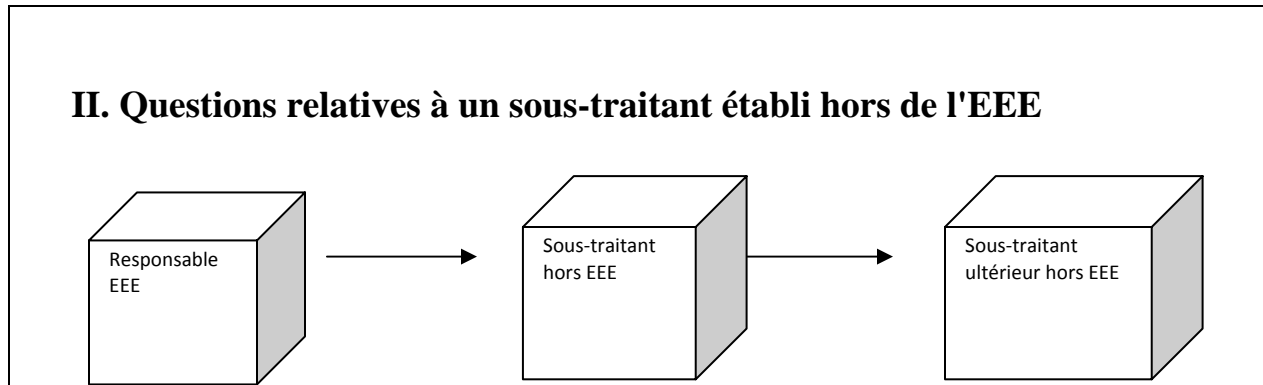 II. Questions relatives à un sous-traitant établi hors de l'EEE
Responsable
EEE
Sous-traitant
hors EEE
Sous-traitant
ultérieur hors EEE